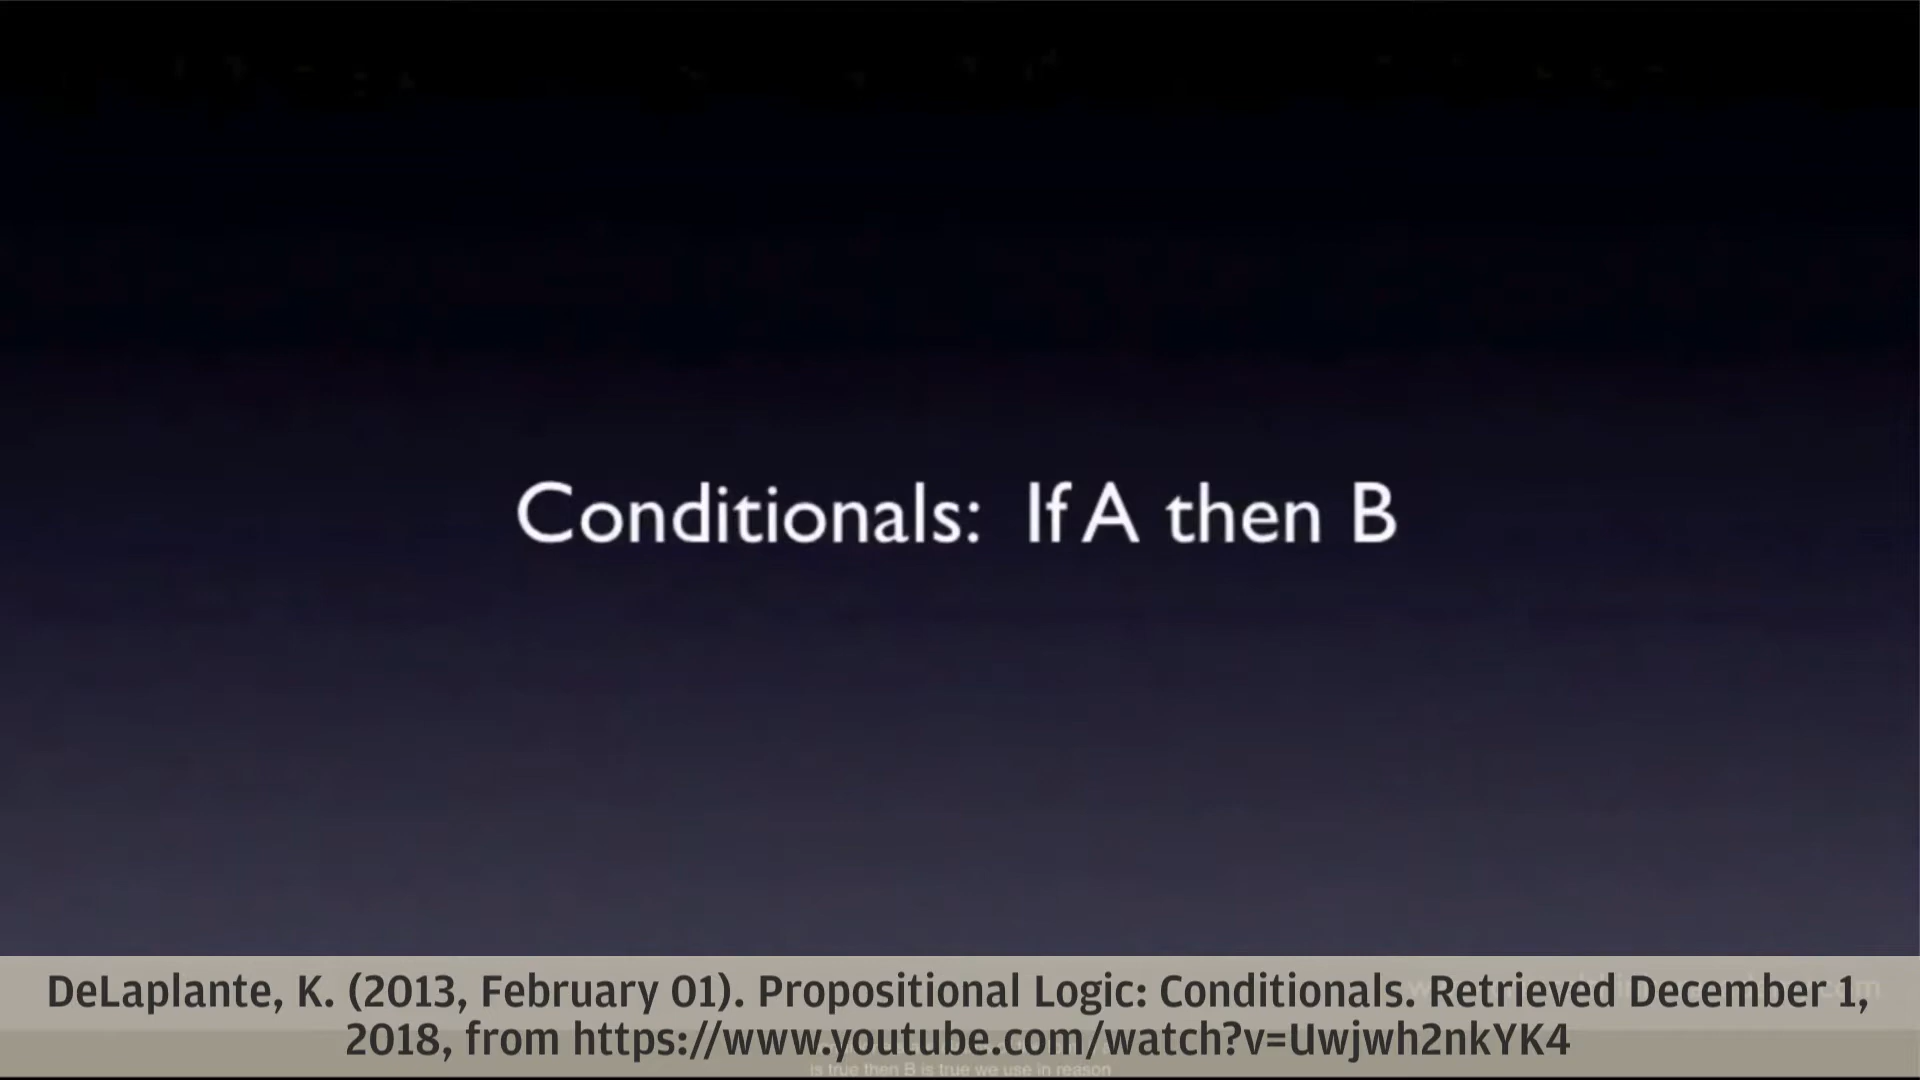 Conditionals: If A then B
DeLaplante, K. (2013, February 01). Propositional Logic: Conditionals. Retrieved December 1,
2018, from https://www.youtube.com/watch?v=Uwjwh2nkYK4
is true then B is true we use in reason